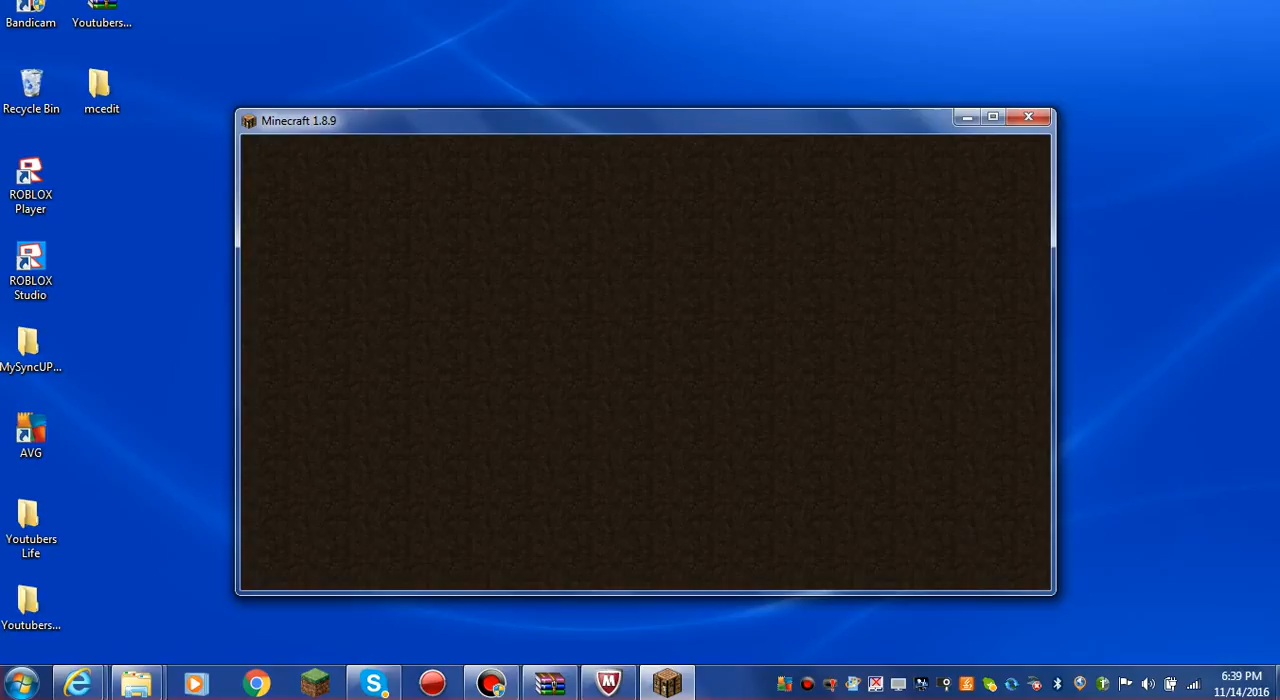 Bandicam
Youtubers...
Recycle Bin
mcedit
ROBLOX
Player
ROBLOX
Studio
MySyncUP...
AVG
Youtubers
Life
Youtubers...
Minecraft 1.8.9
6:39 PM
11/14/2016